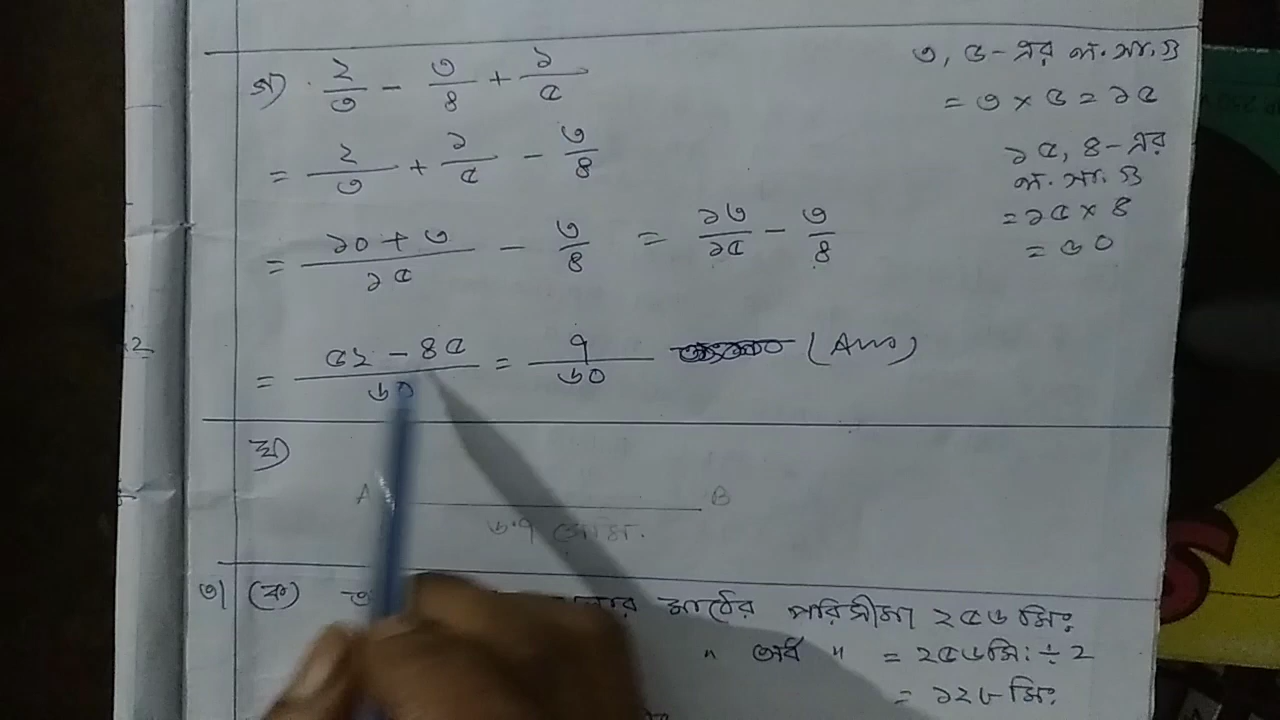 গ) ২/৩ - ৩/৪ + ১/৫
৩, ৫-এর ল.সা.গু
= ৩ × ৫ = ১৫
= ২/৩ + ১/৫ - ৩/৪
১৫, ৪-এর
ল.সা.গু
= ১৫ × ৪
= ৬০
= ১০ + ৩/১৫ - ৩/৪ = ১৩/১৫ - ৩/৪
= ৫২ - ৪৫/৬০ = ৭/৬০ (Ans)
ঘ)
A B
৬.৭ সে.মি.
৩। (ক) মাঠের পরিসীমা ২৫৬ মিঃ
" অর্ধ " = ২৫৬মি: ÷ 2
= ১২৮ মিঃ